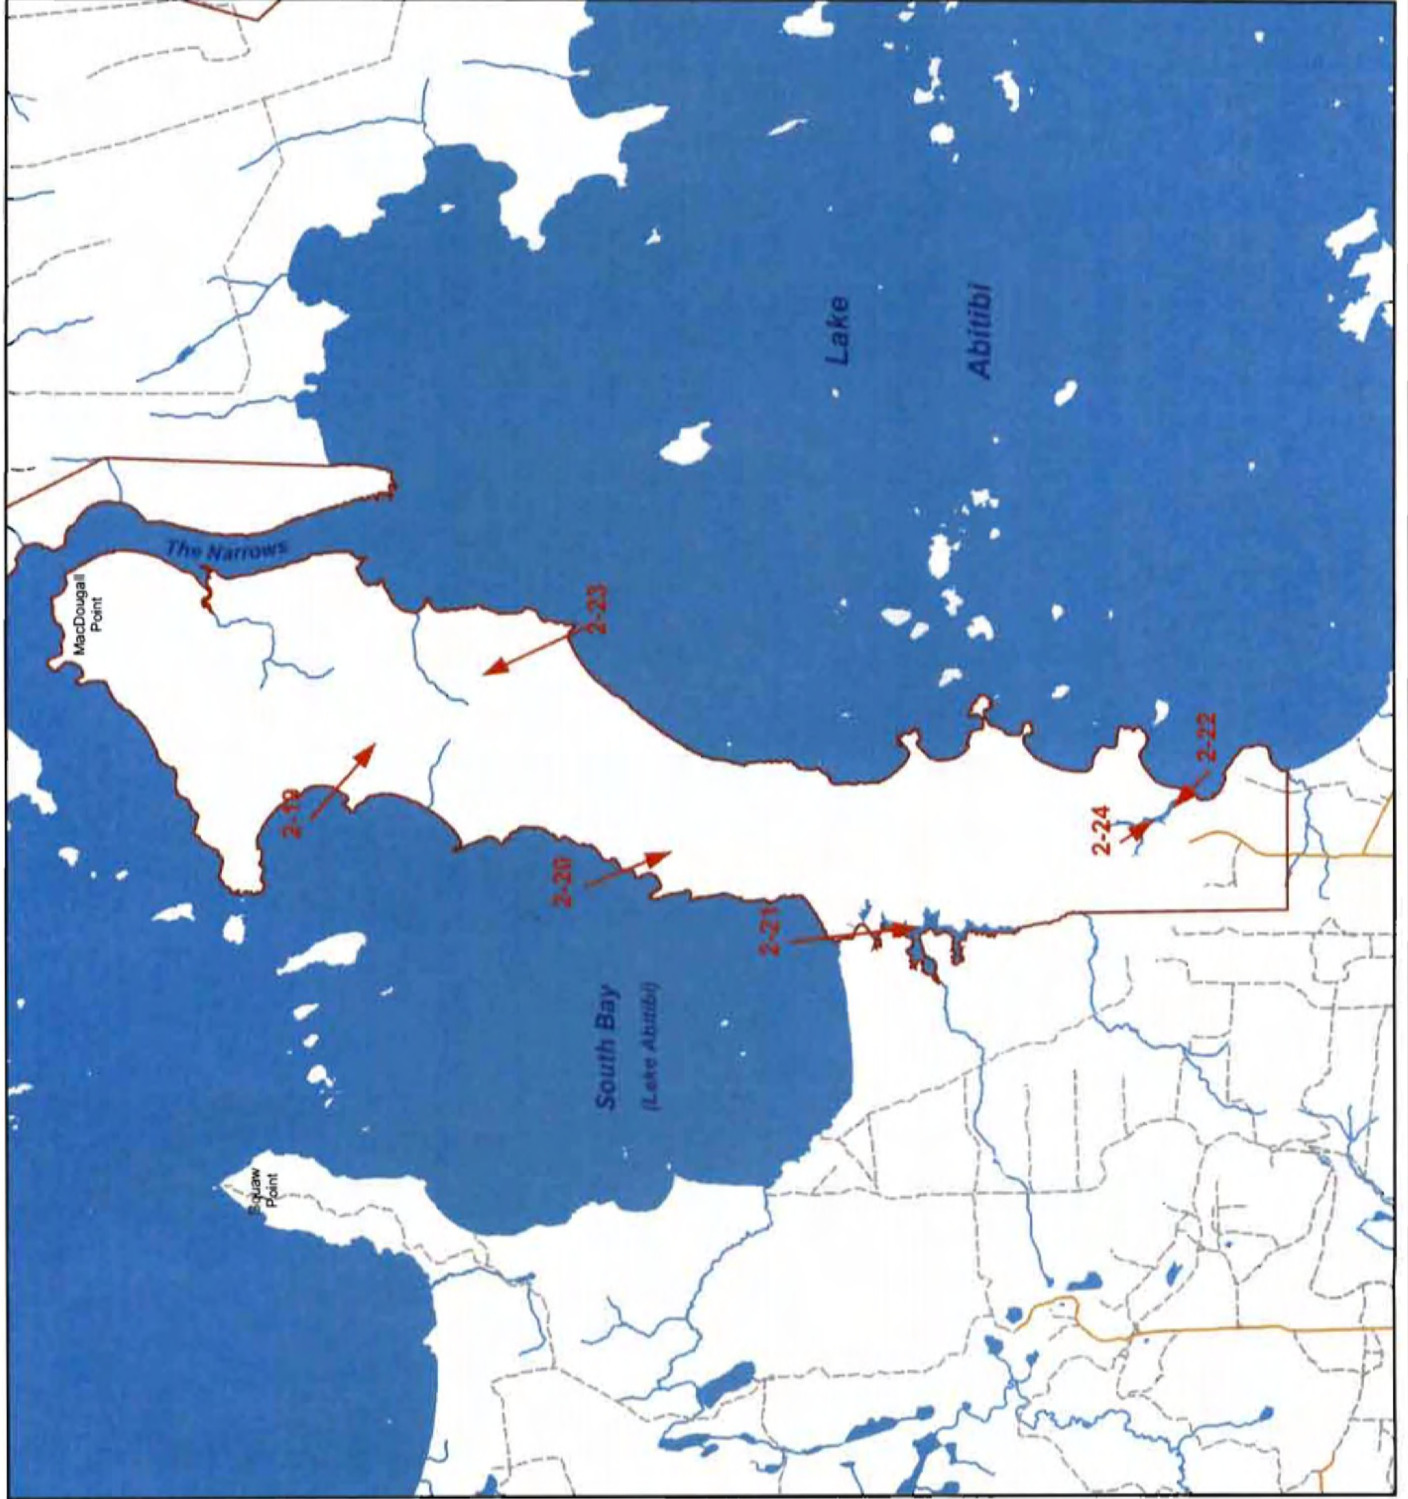 MacDougall
Point
The Narrows
2-23
2-19
2-20
2-21
2-24
2-22
Lake
Abitibi
South Bay
(Lake Abitibi)
Squaw
Point